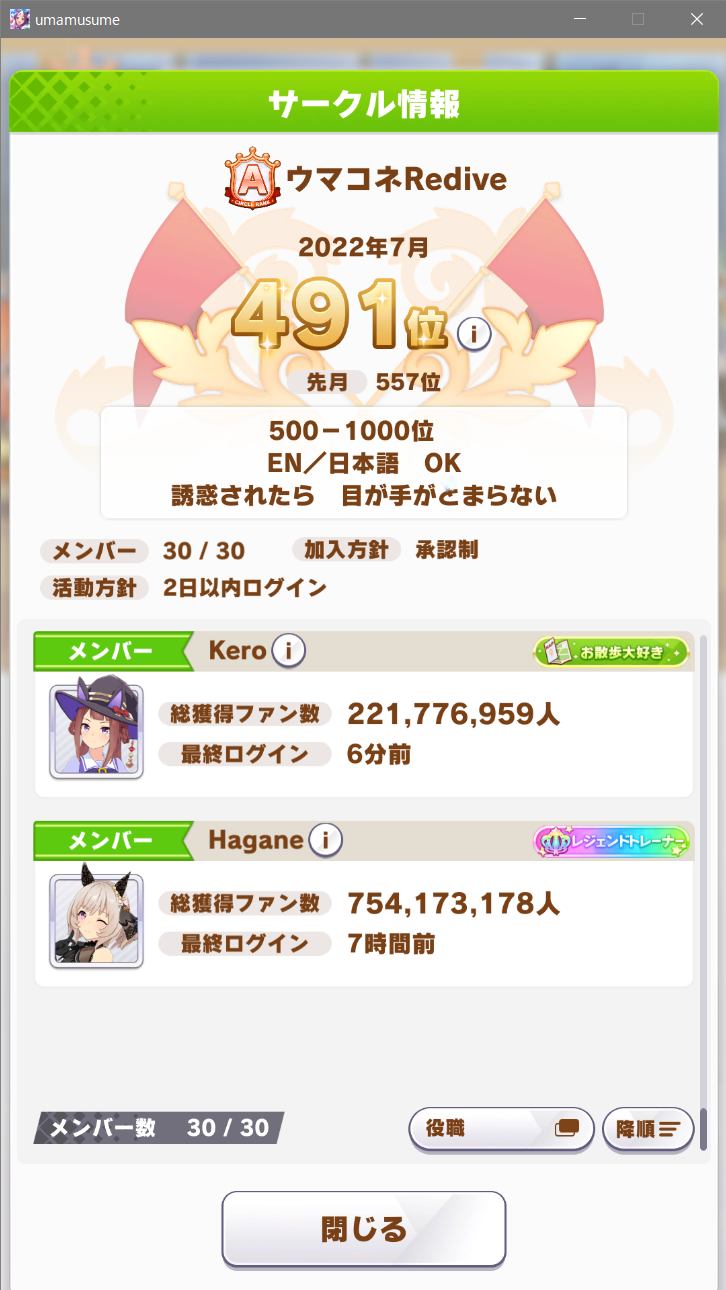 umamusume
サークル情報
A
CIRCLE RANK
ウマコネRedive
2022年7月
491位
i
先月 557位
500－1000位
EN／日本語　OK
誘惑されたら　目が手がとまらない
メンバー 30 / 30 加入方針 承認制
活動方針 2日以内ログイン
メンバー Kero i お散歩大好き
総獲得ファン数 221,776,959人
最終ログイン 6分前
メンバー Hagane i レジェンドトレーナー
総獲得ファン数 754,173,178人
最終ログイン 7時間前
メンバー数 30 / 30 役職 降順
閉じる